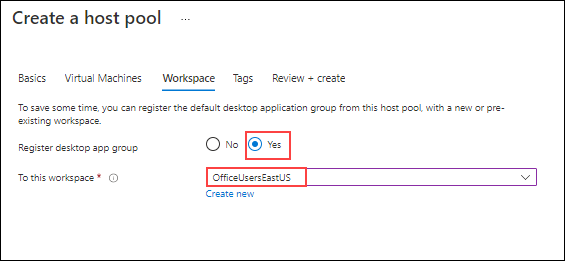 Create a host pool ...
Basics Virtual Machines Workspace Tags Review + create
To save some time, you can register the default desktop application group from this host pool, with a new or pre-
existing workspace.
Register desktop app group No Yes
To this workspace * OfficeUsersEastUS
Create new